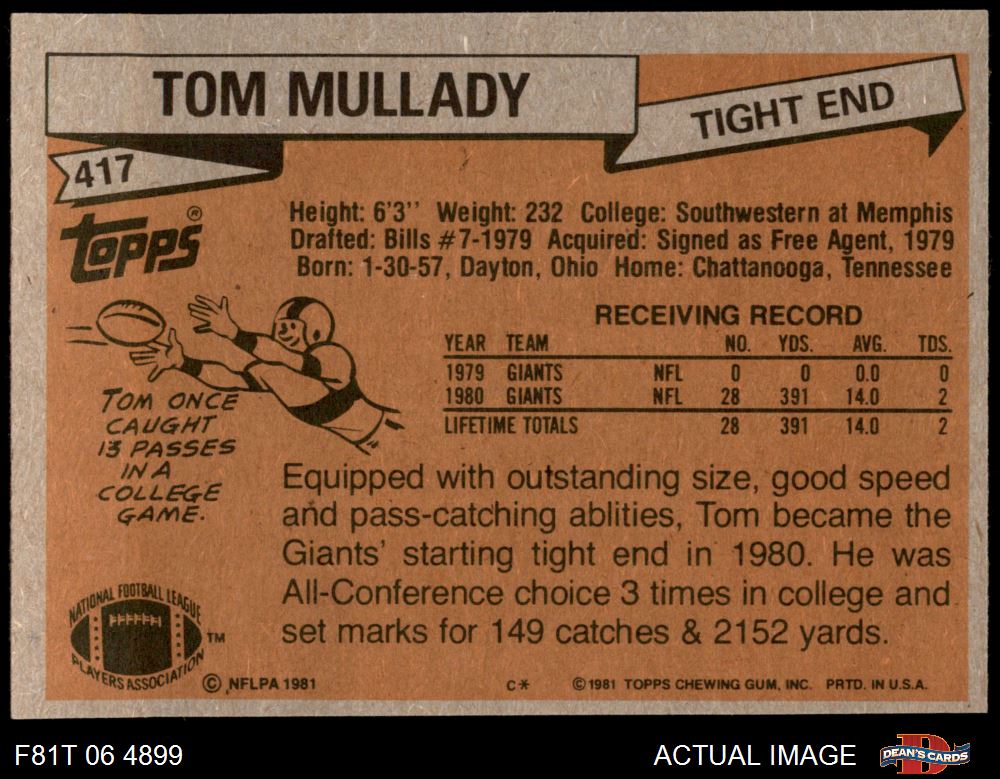 TOM MULLADY
TIGHT END
417
topps®
Height: 6'3'' Weight: 232 College: Southwestern at Memphis
Drafted: Bills #7-1979 Acquired: Signed as Free Agent, 1979
Born: 1-30-57, Dayton, Ohio Home: Chattanooga, Tennessee
RECEIVING RECORD
YEAR TEAM NO. YDS. AVG. TDS.
1979 GIANTS NFL 0 0 0.0 0
1980 GIANTS NFL 28 391 14.0 2
LIFETIME TOTALS 28 391 14.0 2
TOM ONCE
CAUGHT
13 PASSES
IN A
COLLEGE
GAME.
Equipped with outstanding size, good speed
and pass-catching ablities, Tom became the
Giants' starting tight end in 1980. He was
All-Conference choice 3 times in college and
set marks for 149 catches & 2152 yards.
NATIONAL FOOTBALL LEAGUE
PLAYERS ASSOCIATION
™
© NFLPA 1981
C*
© 1981 TOPPS CHEWING GUM, INC. PRTD. IN U.S.A.
F81T 06 4899
ACTUAL IMAGE
D
DEAN'S CARDS